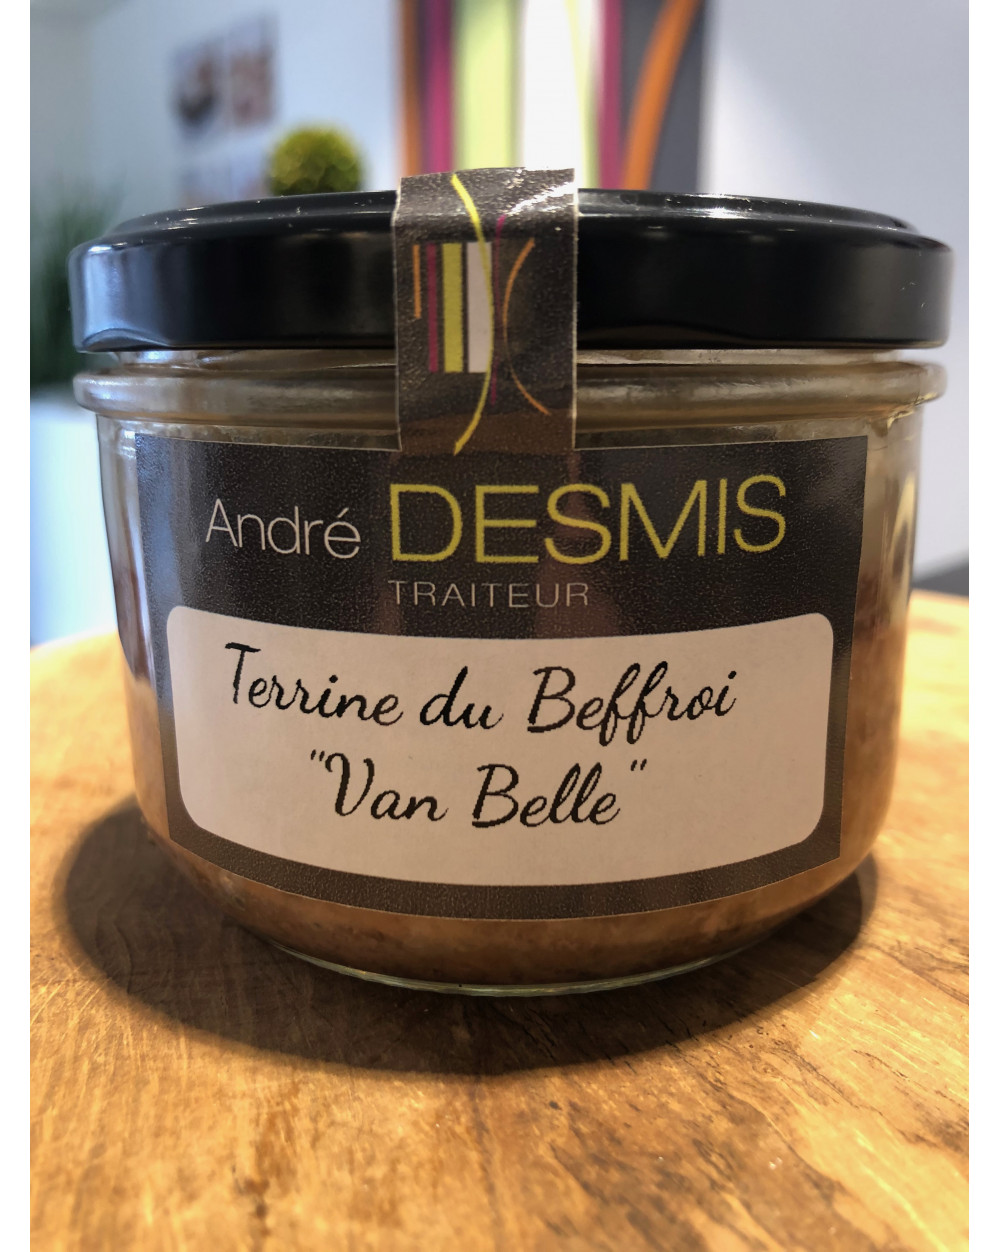 André DESMIS
TRAITEUR
Terrine du Beffroi
"Van Belle"